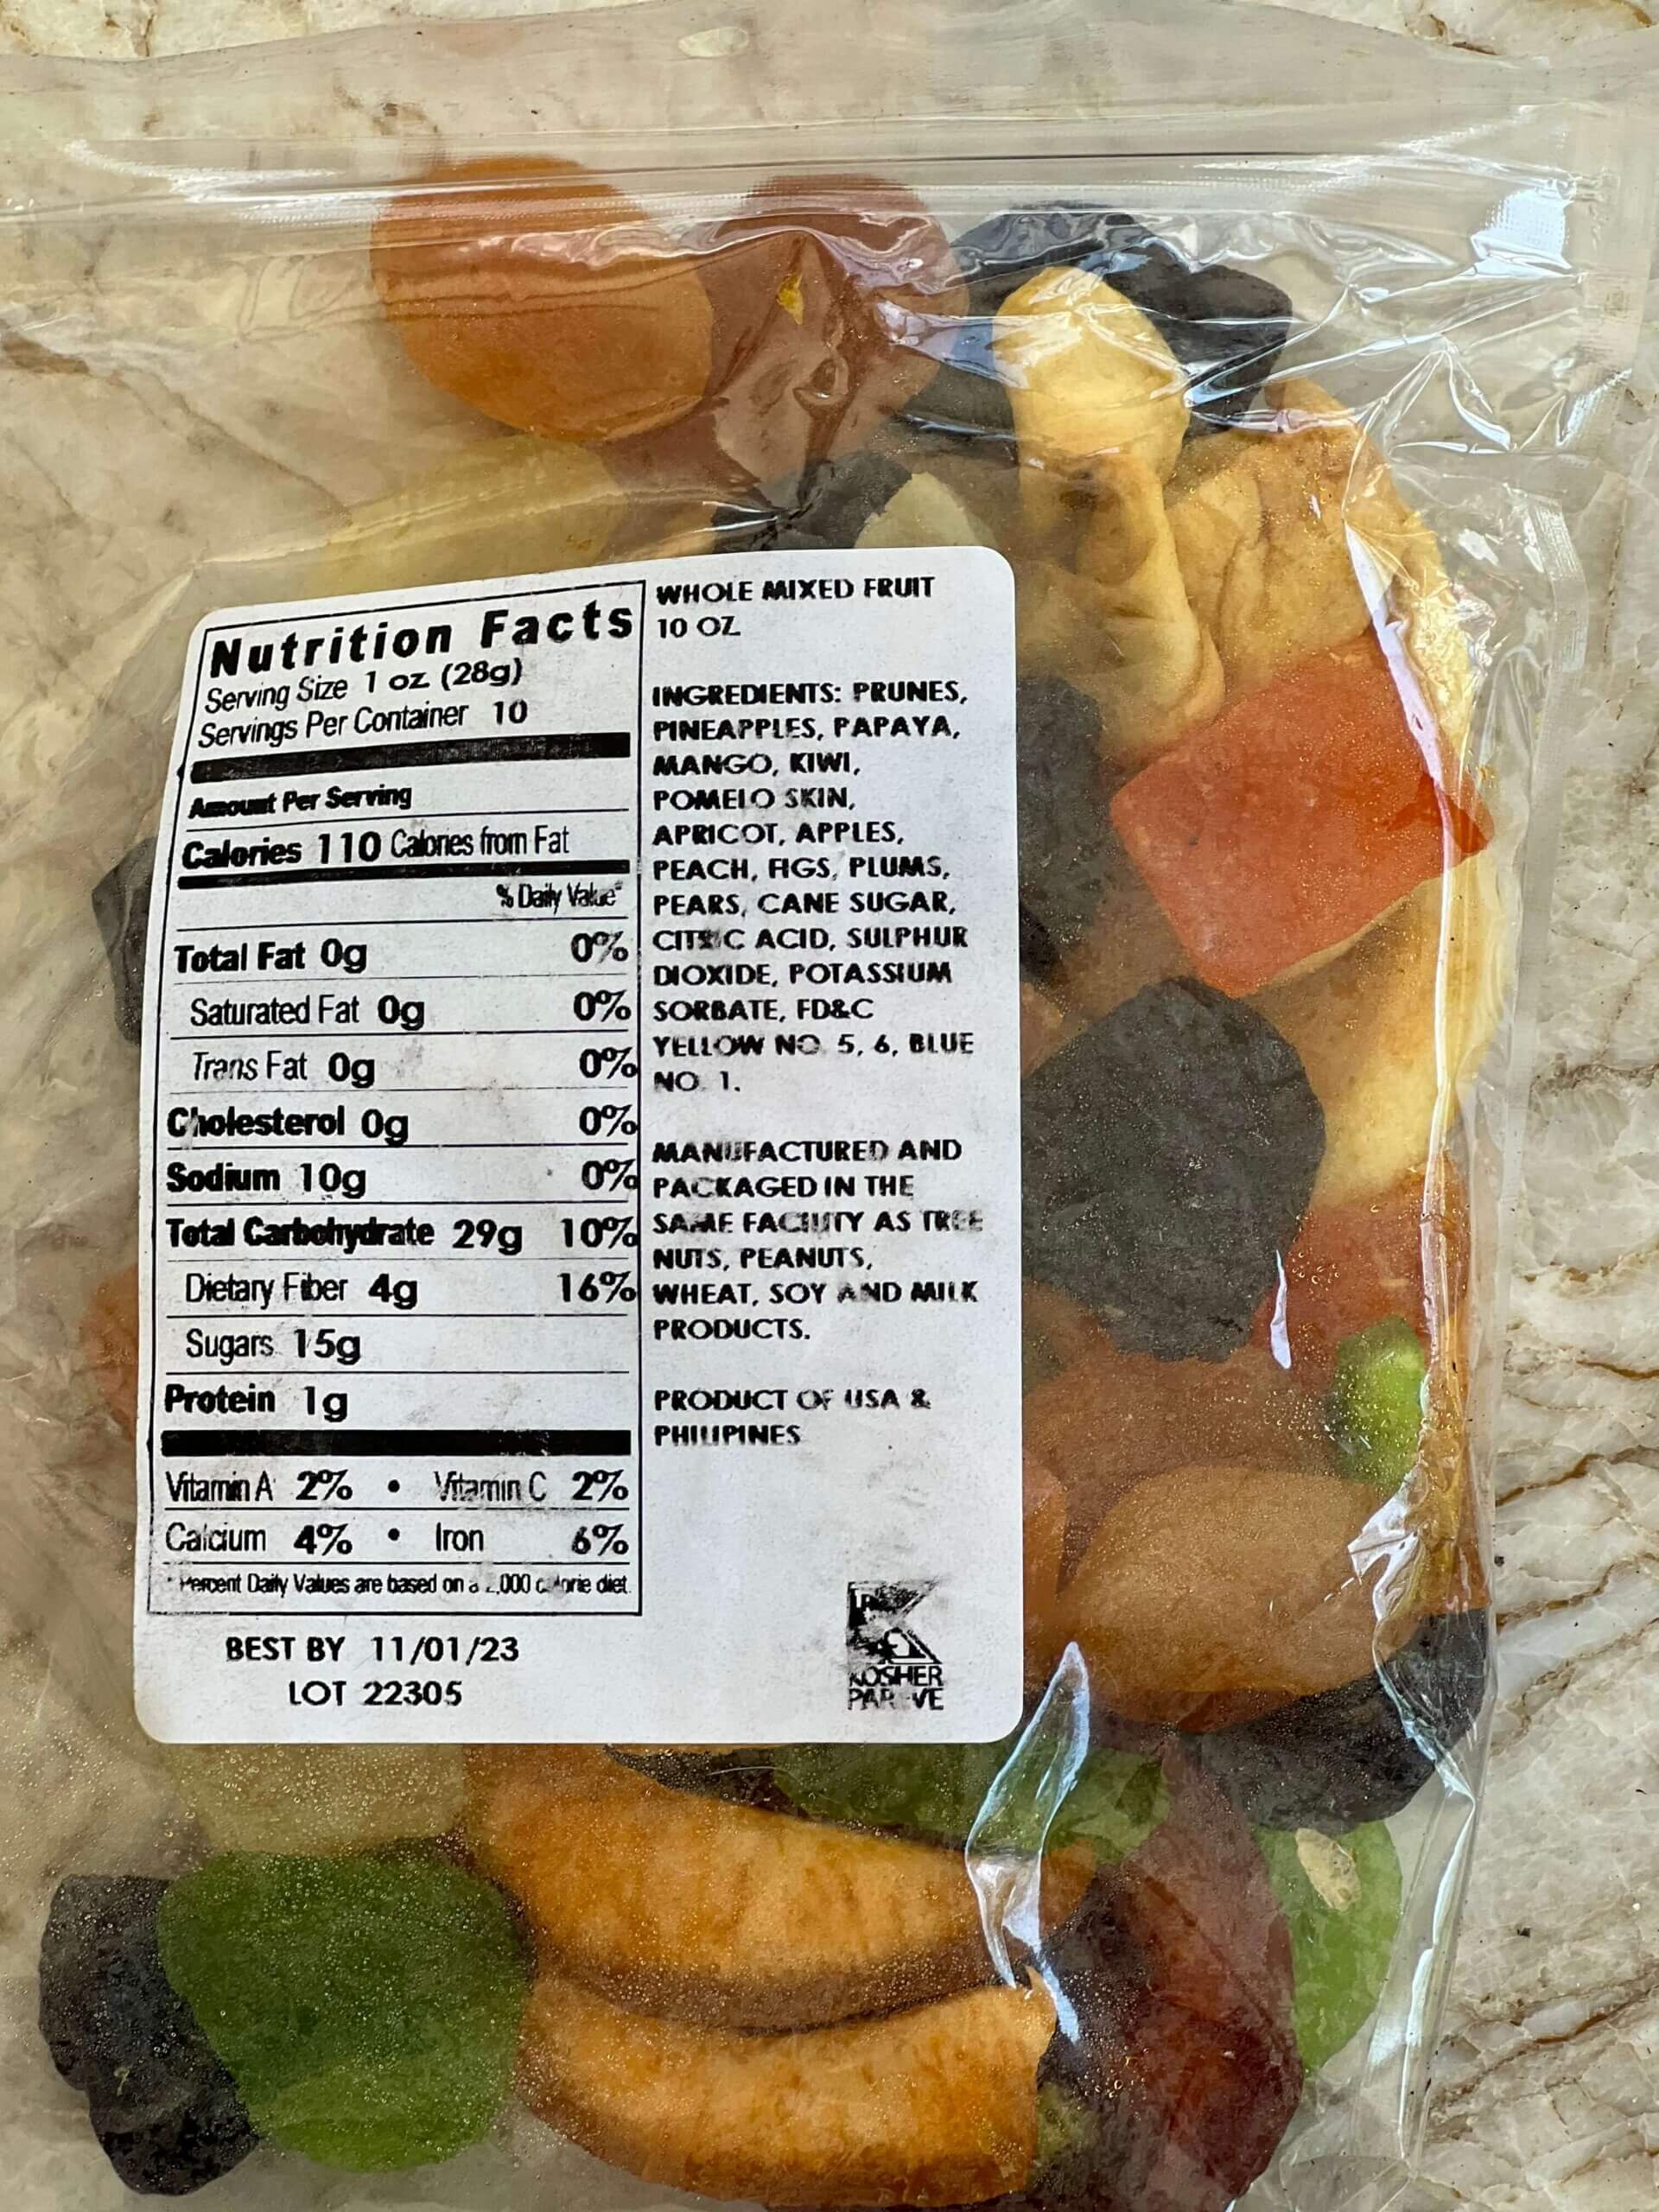 Nutrition Facts
Serving Size 1 oz (28g)
Servings Per Container 10
Amount Per Serving
Calories 110 Calories from Fat
% Daily Value*
Total Fat 0g 0%
Saturated Fat 0g 0%
Trans Fat 0g 0%
Cholesterol 0g 0%
Sodium 10g 0%
Total Carbohydrate 29g 10%
Dietary Fiber 4g 16%
Sugars 15g
Protein 1g
Vitamin A 2% • Vitamin C 2%
Calcium 4% • Iron 6%
* Percent Daily Values are based on a 2,000 calorie diet.
BEST BY 11/01/23
LOT 22305
WHOLE MIXED FRUIT
10 OZ
INGREDIENTS: PRUNES,
PINEAPPLES, PAPAYA,
MANGO, KIWI,
POMELO SKIN,
APRICOT, APPLES,
PEACH, FIGS, PLUMS,
PEARS, CANE SUGAR,
CITRIC ACID, SULPHUR
DIOXIDE, POTASSIUM
SORBATE, FD&C
YELLOW NO. 5, 6, BLUE
NO. 1.
MANUFACTURED AND
PACKAGED IN THE
SAME FACILITY AS TREE
NUTS, PEANUTS,
WHEAT, SOY AND MILK
PRODUCTS.
PRODUCT OF USA &
PHILIPINES
K
KOSHER
PAREVE